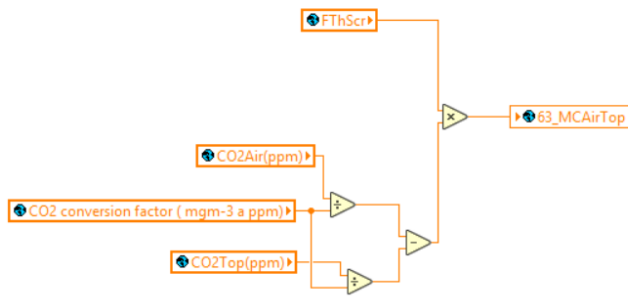 FThScr
×
63_MCAirTop
CO2Air(ppm)
÷
CO2 conversion factor ( mgm-3 a ppm)
−
CO2Top(ppm)
÷